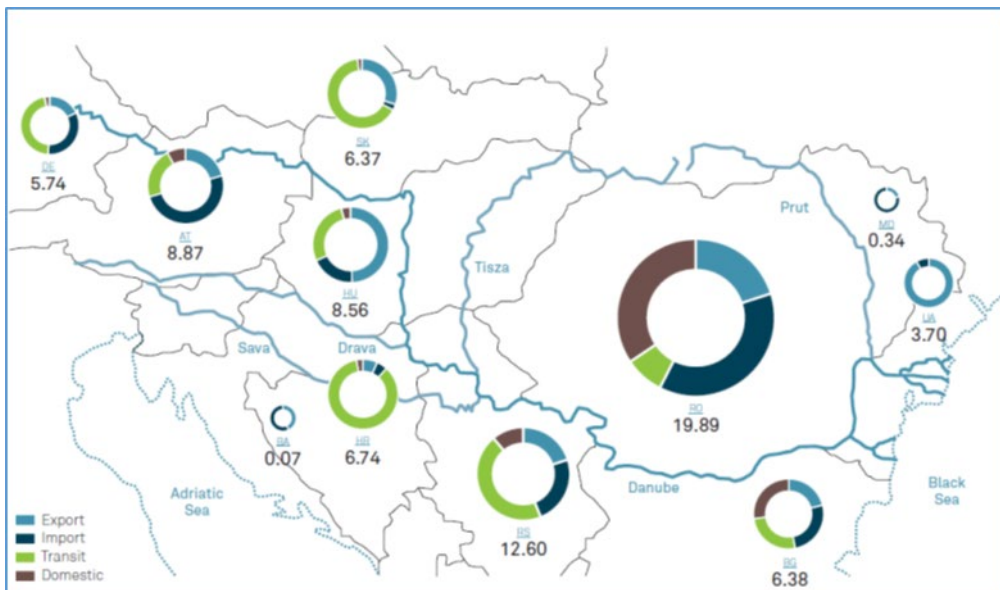 SK
6.37
DE
5.74
AT
8.87
HU
8.56
Tisza
Prut
MD
0.34
UA
3.70
Sava
Drava
BA
0.07
HR
6.74
RO
19.89
RS
12.60
Danube
BG
6.38
Adriatic
Sea
Black
Sea
Export
Import
Transit
Domestic